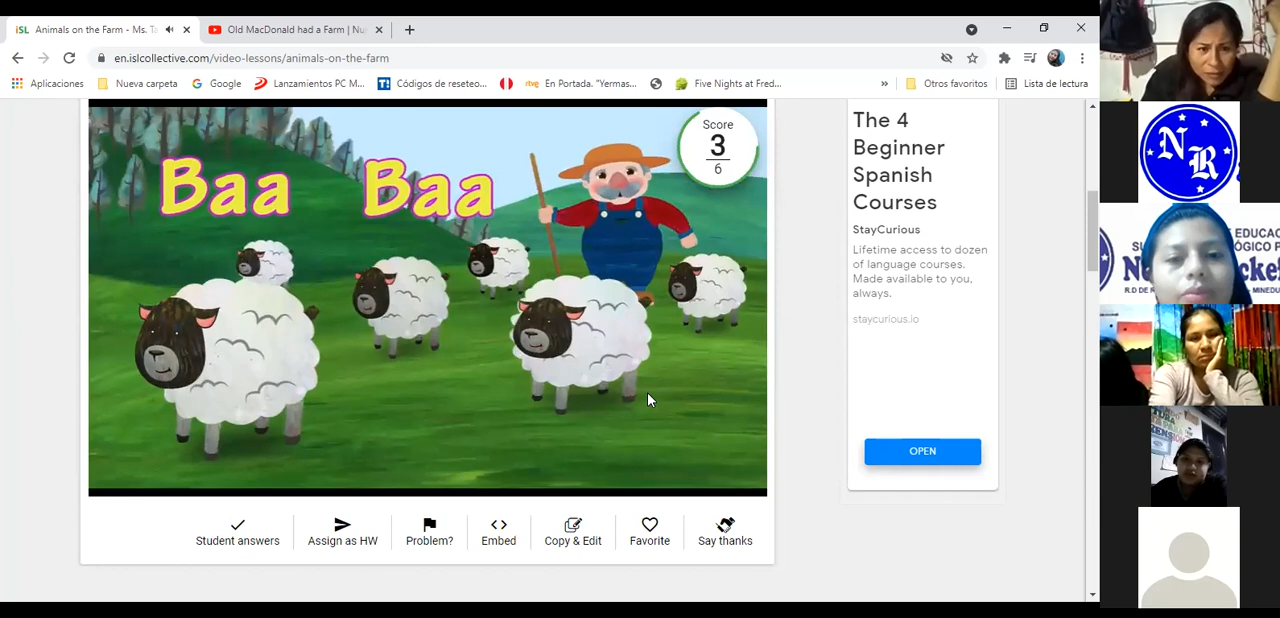 iSL Animals on the Farm - Ms. Te
Old MacDonald had a Farm | Nu
en.islcollective.com/video-lessons/animals-on-the-farm
Aplicaciones
Nueva carpeta
Google
Lanzamientos PC M...
Códigos de reseteo...
rtve En Portada. "Yermas...
Five Nights at Fred...
»
Otros favoritos
Lista de lectura
Baa Baa
Score
3
6
The 4
Beginner
Spanish
Courses
StayCurious
Lifetime access to dozen
of language courses.
Made available to you,
always.
staycurious.io
OPEN
Student answers
Assign as HW
Problem?
Embed
Copy & Edit
Favorite
Say thanks
N R